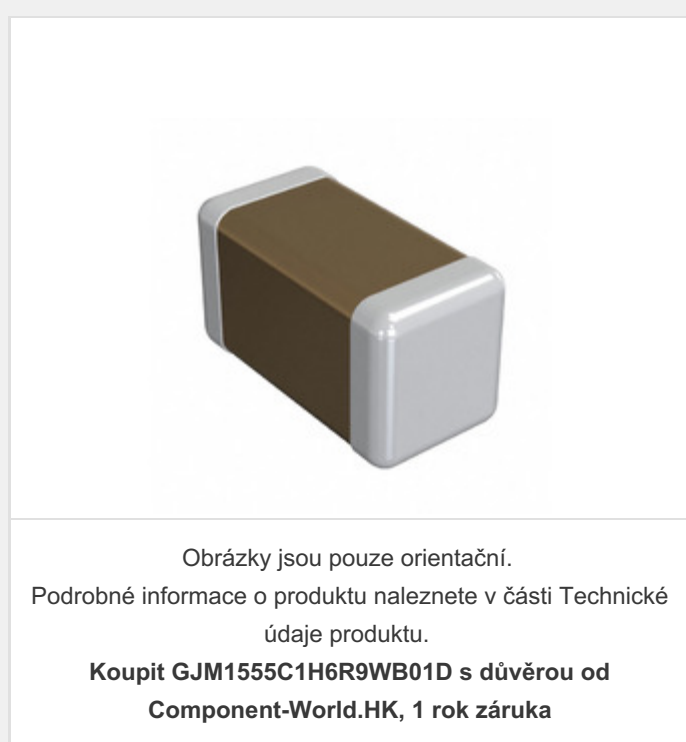 Obrázky jsou pouze orientační.
Podrobné informace o produktu naleznete v části Technické
údaje produktu.
Koupit GJM1555C1H6R9WB01D s důvěrou od
Component-World.HK, 1 rok záruka